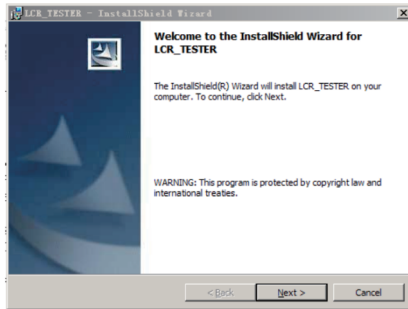 LCR_TESTER - InstallShield Wizard
Welcome to the InstallShield Wizard for
LCR_TESTER
The InstallShield(R) Wizard will install LCR_TESTER on your
computer. To continue, click Next.
WARNING: This program is protected by copyright law and
international treaties.
< Back
Next >
Cancel